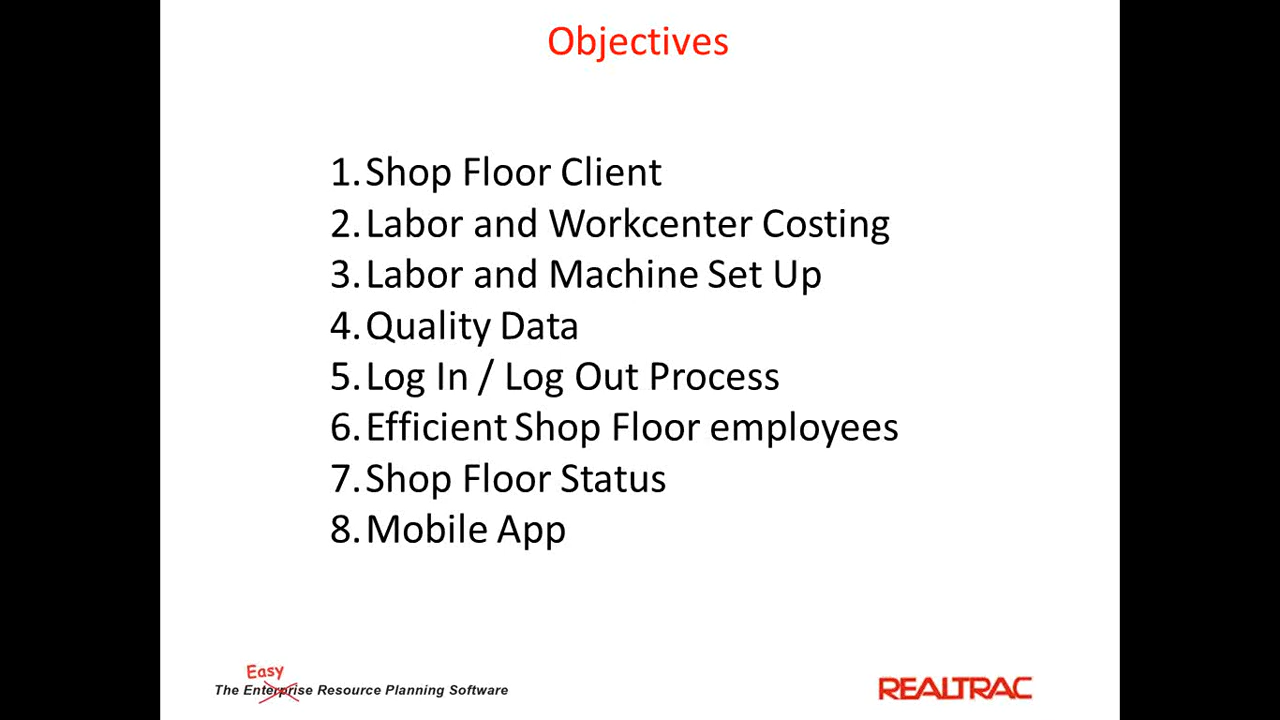 Objectives
1. Shop Floor Client
2. Labor and Workcenter Costing
3. Labor and Machine Set Up
4. Quality Data
5. Log In / Log Out Process
6. Efficient Shop Floor employees
7. Shop Floor Status
8. Mobile App
Easy
The Enterprise Resource Planning Software
REALTRAC